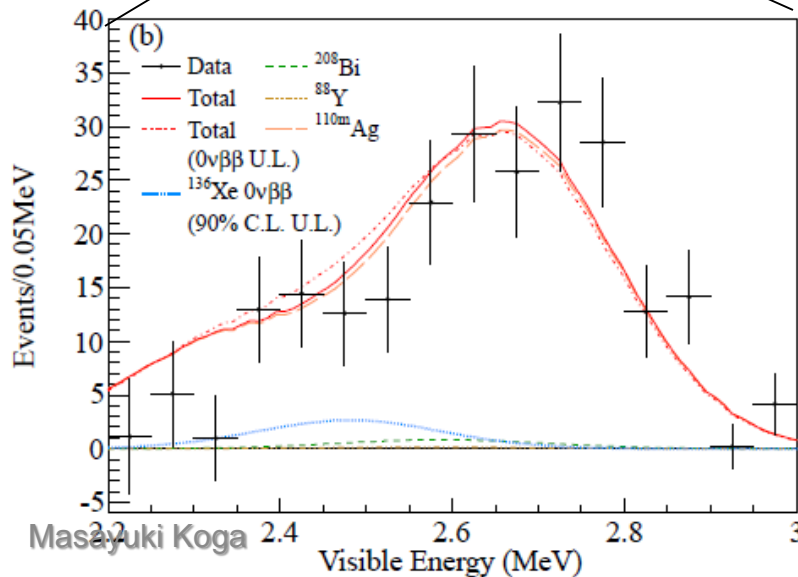 (b)
Data
²⁰⁸Bi
Total
⁸⁸Y
Total
¹¹⁰ᵐAg
(0νββ U.L.)
¹³⁶Xe 0νββ
(90% C.L. U.L.)
Events/0.05MeV
40
35
30
25
20
15
10
5
0
-5
2.2 2.4 2.6 2.8 3
Masayuki Koga
Visible Energy (MeV)